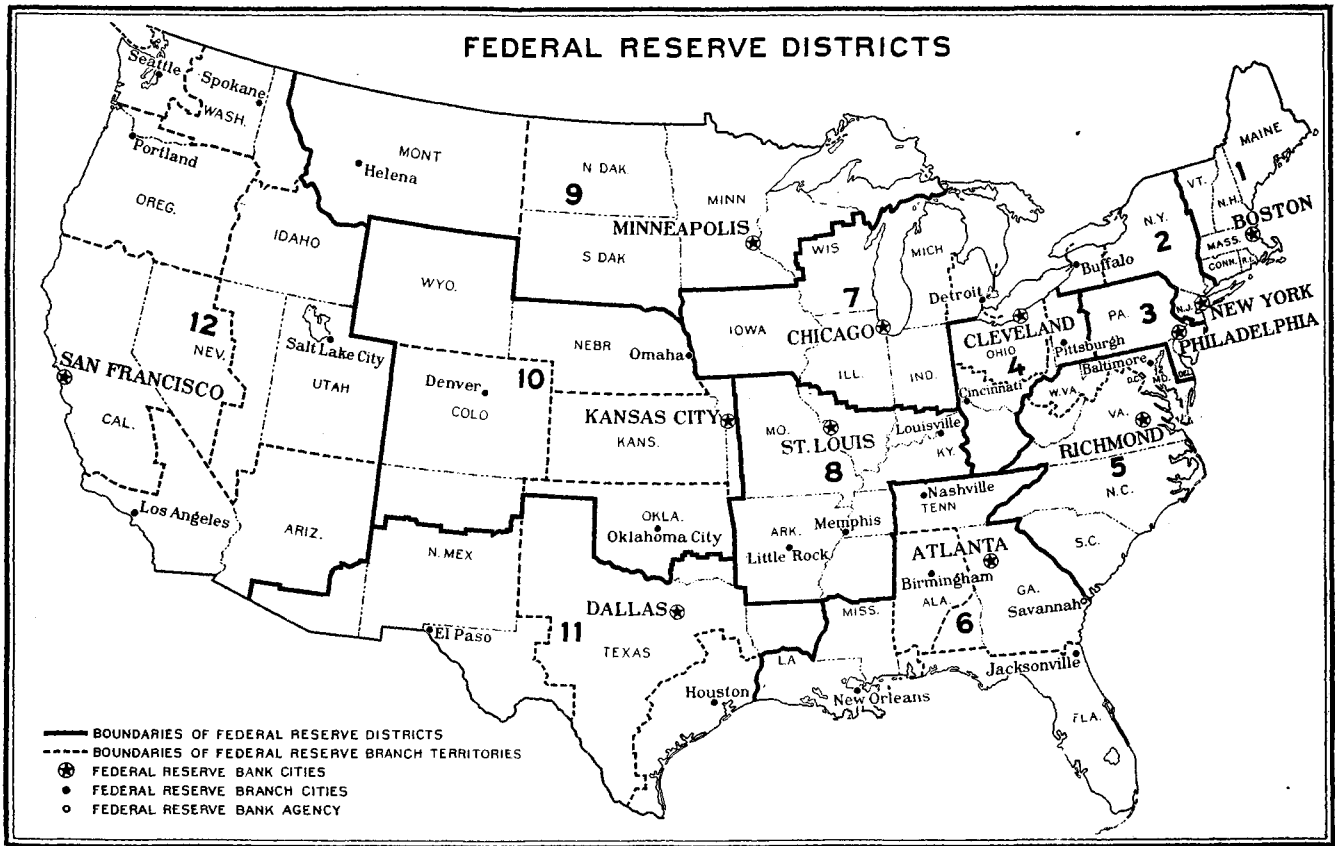 FEDERAL RESERVE DISTRICTS
Seattle
Spokane
WASH.
Portland
OREG.
IDAHO
MONT
Helena
N DAK
9
S DAK
MINN
MINNEAPOLIS
WIS
MICH
WYO.
12
NEV.
Salt Lake City
UTAH
SAN FRANCISCO
CAL.
Los Angeles
ARIZ.
N. MEX
El Paso
Denver
COLO
10
NEBR
Omaha
KANSAS CITY
KANS.
OKLA.
Oklahoma City
DALLAS
11
TEXAS
Houston
IOWA
7
CHICAGO
Detroit
ILL.
IND.
MO.
ST. LOUIS
8
Louisville
KY.
ARK.
Memphis
Little Rock
Nashville
TENN
CLEVELAND
OHIO
4
Cincinnati
Pittsburgh
PA.
3
Buffalo
N.Y.
2
MAINE
VT.
1
N.H.
BOSTON
MASS.
CONN.
R.I.
N.J.
NEW YORK
PHILADELPHIA
Baltimore
D.C.
MD.
DEL.
W.VA.
VA.
RICHMOND
5
N.C.
S.C.
ATLANTA
Birmingham
ALA.
GA.
Savannah
6
MISS.
LA
New Orleans
Jacksonville
FLA.
BOUNDARIES OF FEDERAL RESERVE DISTRICTS
BOUNDARIES OF FEDERAL RESERVE BRANCH TERRITORIES
FEDERAL RESERVE BANK CITIES
FEDERAL RESERVE BRANCH CITIES
FEDERAL RESERVE BANK AGENCY